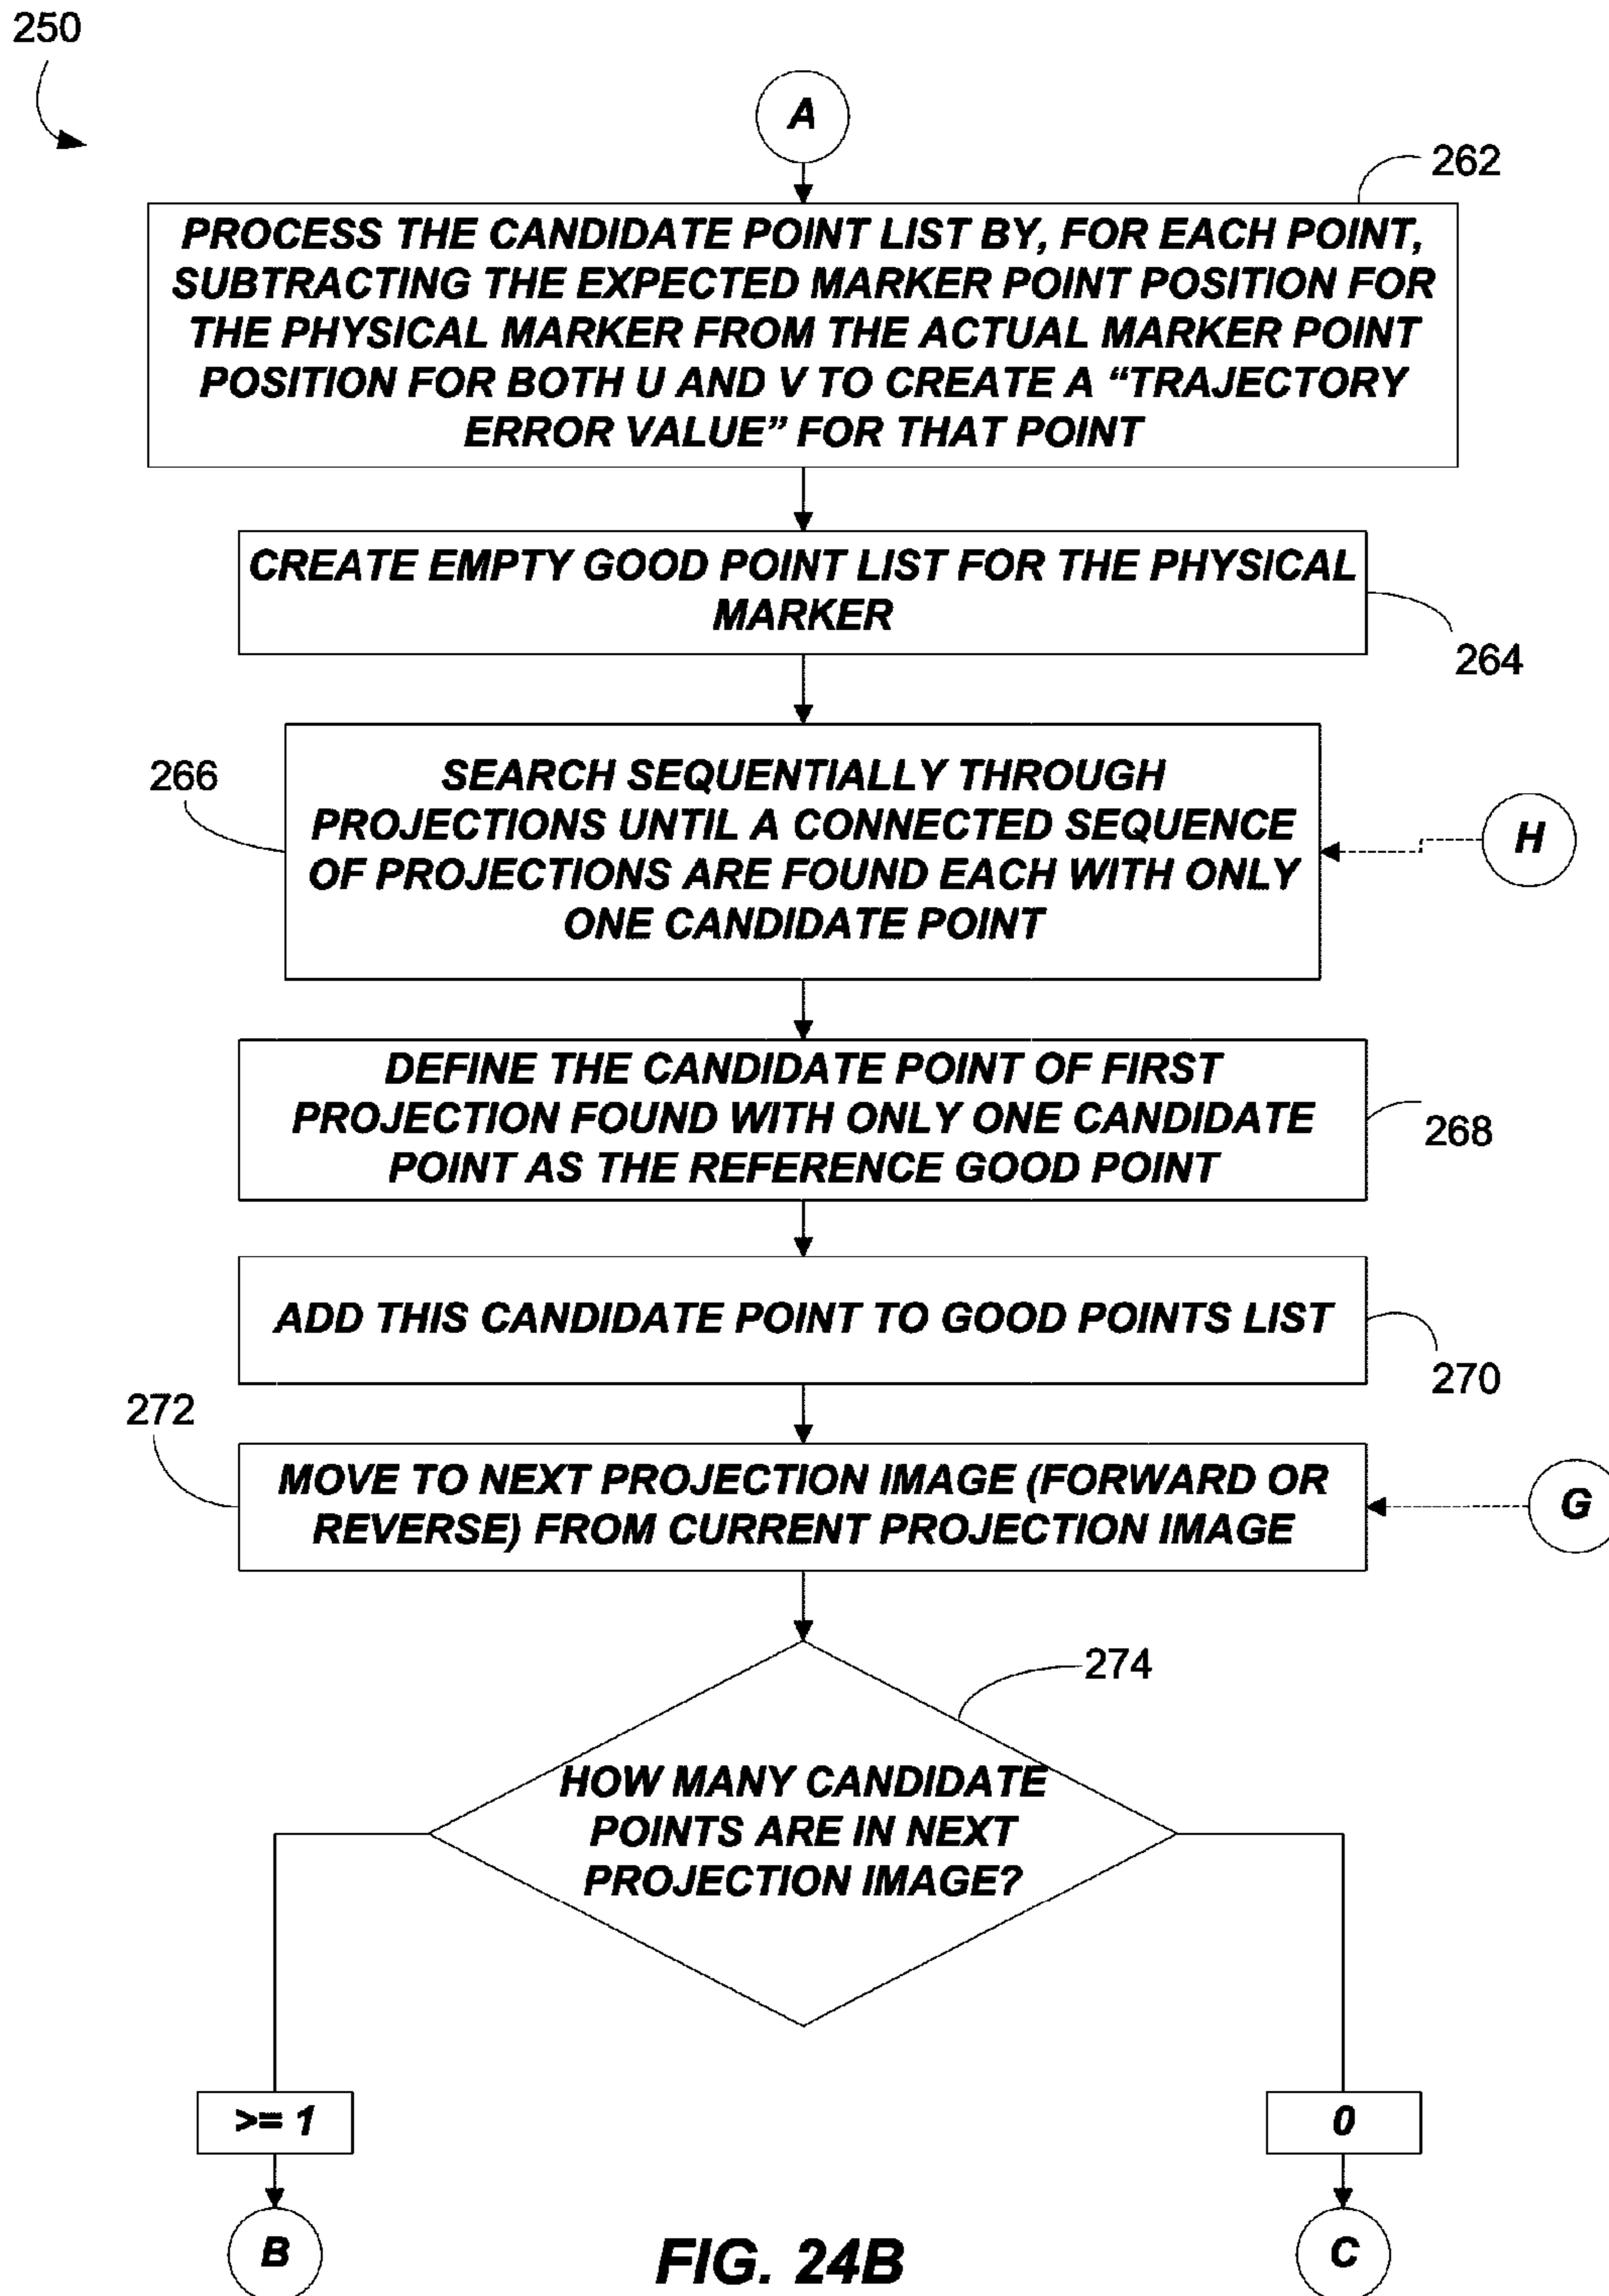 250
A
262
PROCESS THE CANDIDATE POINT LIST BY, FOR EACH POINT,
SUBTRACTING THE EXPECTED MARKER POINT POSITION FOR
THE PHYSICAL MARKER FROM THE ACTUAL MARKER POINT
POSITION FOR BOTH U AND V TO CREATE A “TRAJECTORY
ERROR VALUE” FOR THAT POINT
CREATE EMPTY GOOD POINT LIST FOR THE PHYSICAL
MARKER
264
266
SEARCH SEQUENTIALLY THROUGH
PROJECTIONS UNTIL A CONNECTED SEQUENCE
OF PROJECTIONS ARE FOUND EACH WITH ONLY
ONE CANDIDATE POINT
H
DEFINE THE CANDIDATE POINT OF FIRST
PROJECTION FOUND WITH ONLY ONE CANDIDATE
POINT AS THE REFERENCE GOOD POINT
268
ADD THIS CANDIDATE POINT TO GOOD POINTS LIST
270
272
MOVE TO NEXT PROJECTION IMAGE (FORWARD OR
REVERSE) FROM CURRENT PROJECTION IMAGE
G
274
HOW MANY CANDIDATE
POINTS ARE IN NEXT
PROJECTION IMAGE?
>= 1
0
B
C
FIG. 24B